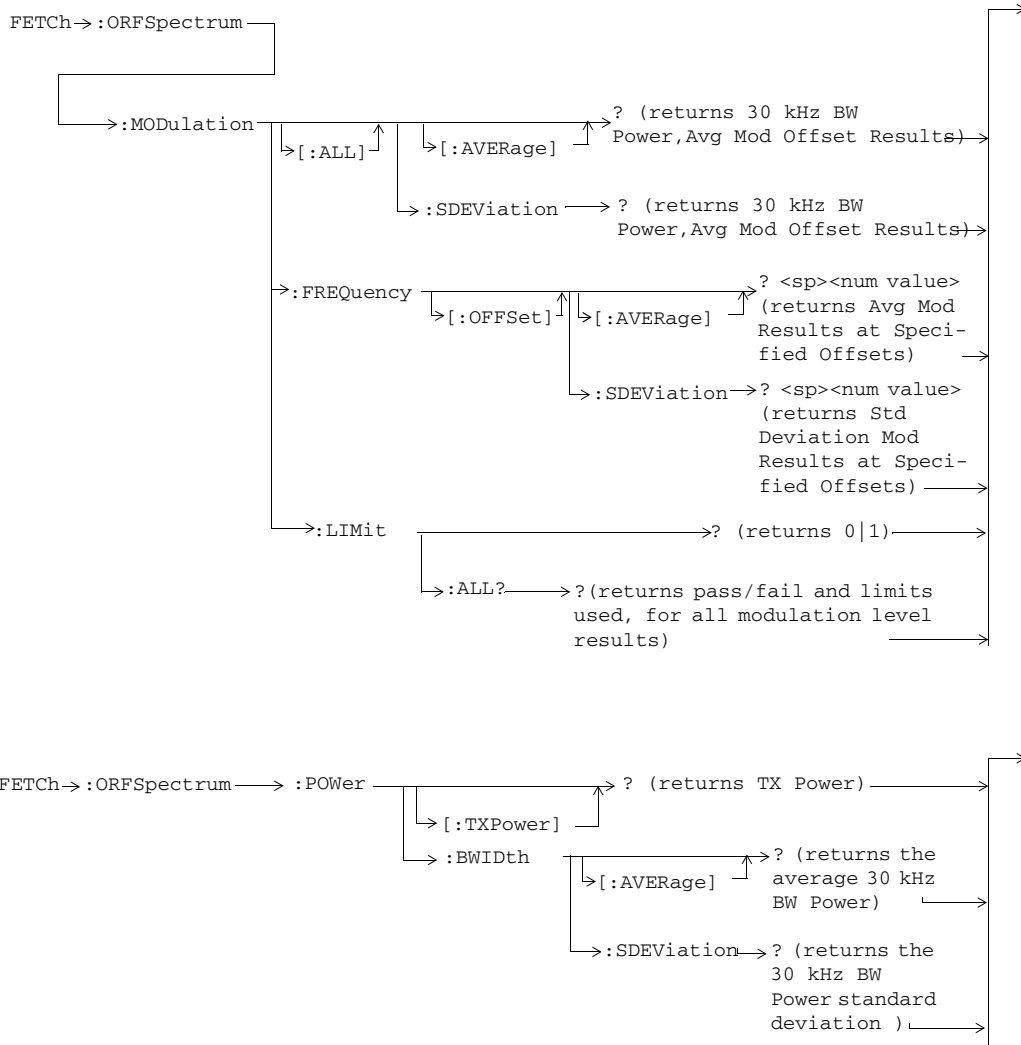 FETCh :ORFSpectrum
:MODulation
[:ALL]
[:AVERage]
? (returns 30 kHz BW
Power,Avg Mod Offset Results)
:SDEViation
? (returns 30 kHz BW
Power,Avg Mod Offset Results)
:FREQuency
[:OFFSet]
[:AVERage]
? <sp><num value>
(returns Avg Mod
Results at Speci-
fied Offsets)
:SDEViation
? <sp><num value>
(returns Std
Deviation Mod
Results at Speci-
fied Offsets)
:LIMit
? (returns 0|1)
:ALL?
?(returns pass/fail and limits
used, for all modulation level
results)
FETCh :ORFSpectrum :POWer
? (returns TX Power)
[:TXPower]
:BWIDth
[:AVERage]
? (returns the
average 30 kHz
BW Power)
:SDEViation
? (returns the
30 kHz BW
Power standard
deviation )